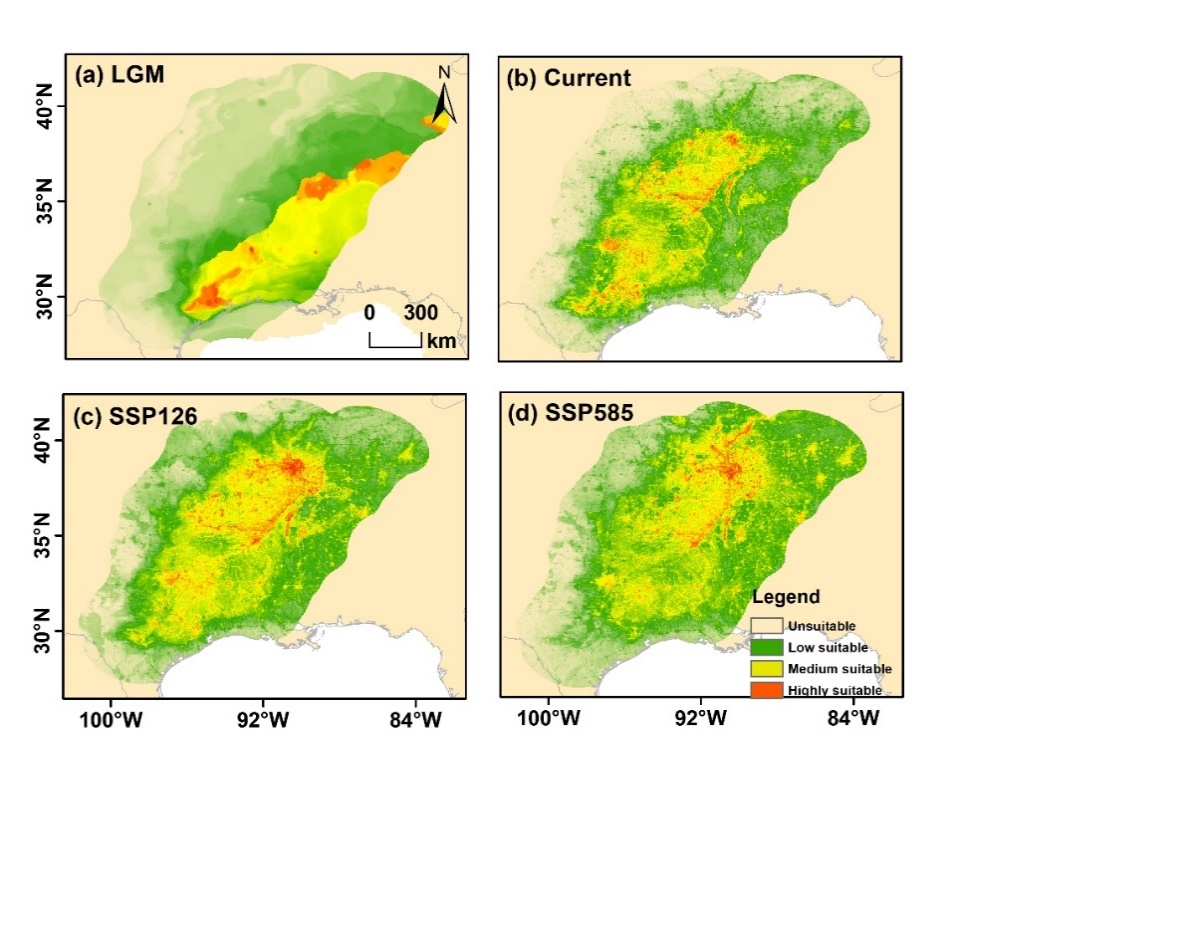 (a) LGM
N
40°N
35°N
30°N
0 300
km
(b) Current
(c) SSP126
40°N
35°N
30°N
100°W 92°W 84°W
(d) SSP585
Legend
Unsuitable
Low suitable
Medium suitable
Highly suitable
100°W 92°W 84°W